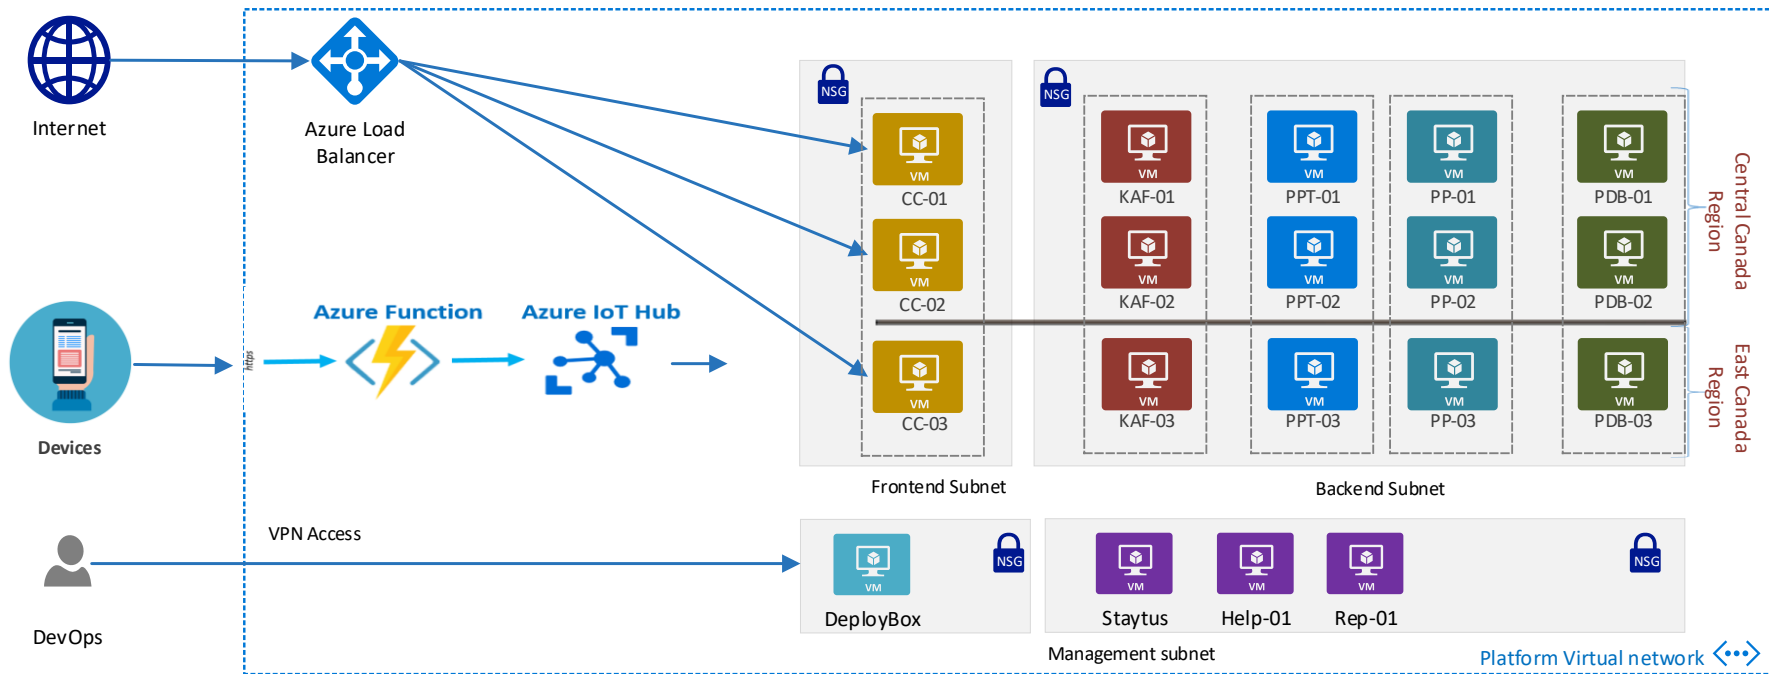 Internet
Azure Load
Balancer
NSG
NSG
VM
CC-01
VM
CC-02
VM
CC-03
VM
KAF-01
VM
KAF-02
VM
KAF-03
VM
PPT-01
VM
PPT-02
VM
PPT-03
VM
PP-01
VM
PP-02
VM
PP-03
VM
PDB-01
VM
PDB-02
VM
PDB-03
Central Canada
Region
East Canada
Region
Devices
https
Azure Function
Azure IoT Hub
Frontend Subnet
Backend Subnet
DevOps
VPN Access
VM
DeployBox
NSG
VM
Staytus
VM
Help-01
VM
Rep-01
NSG
Management subnet
Platform Virtual network